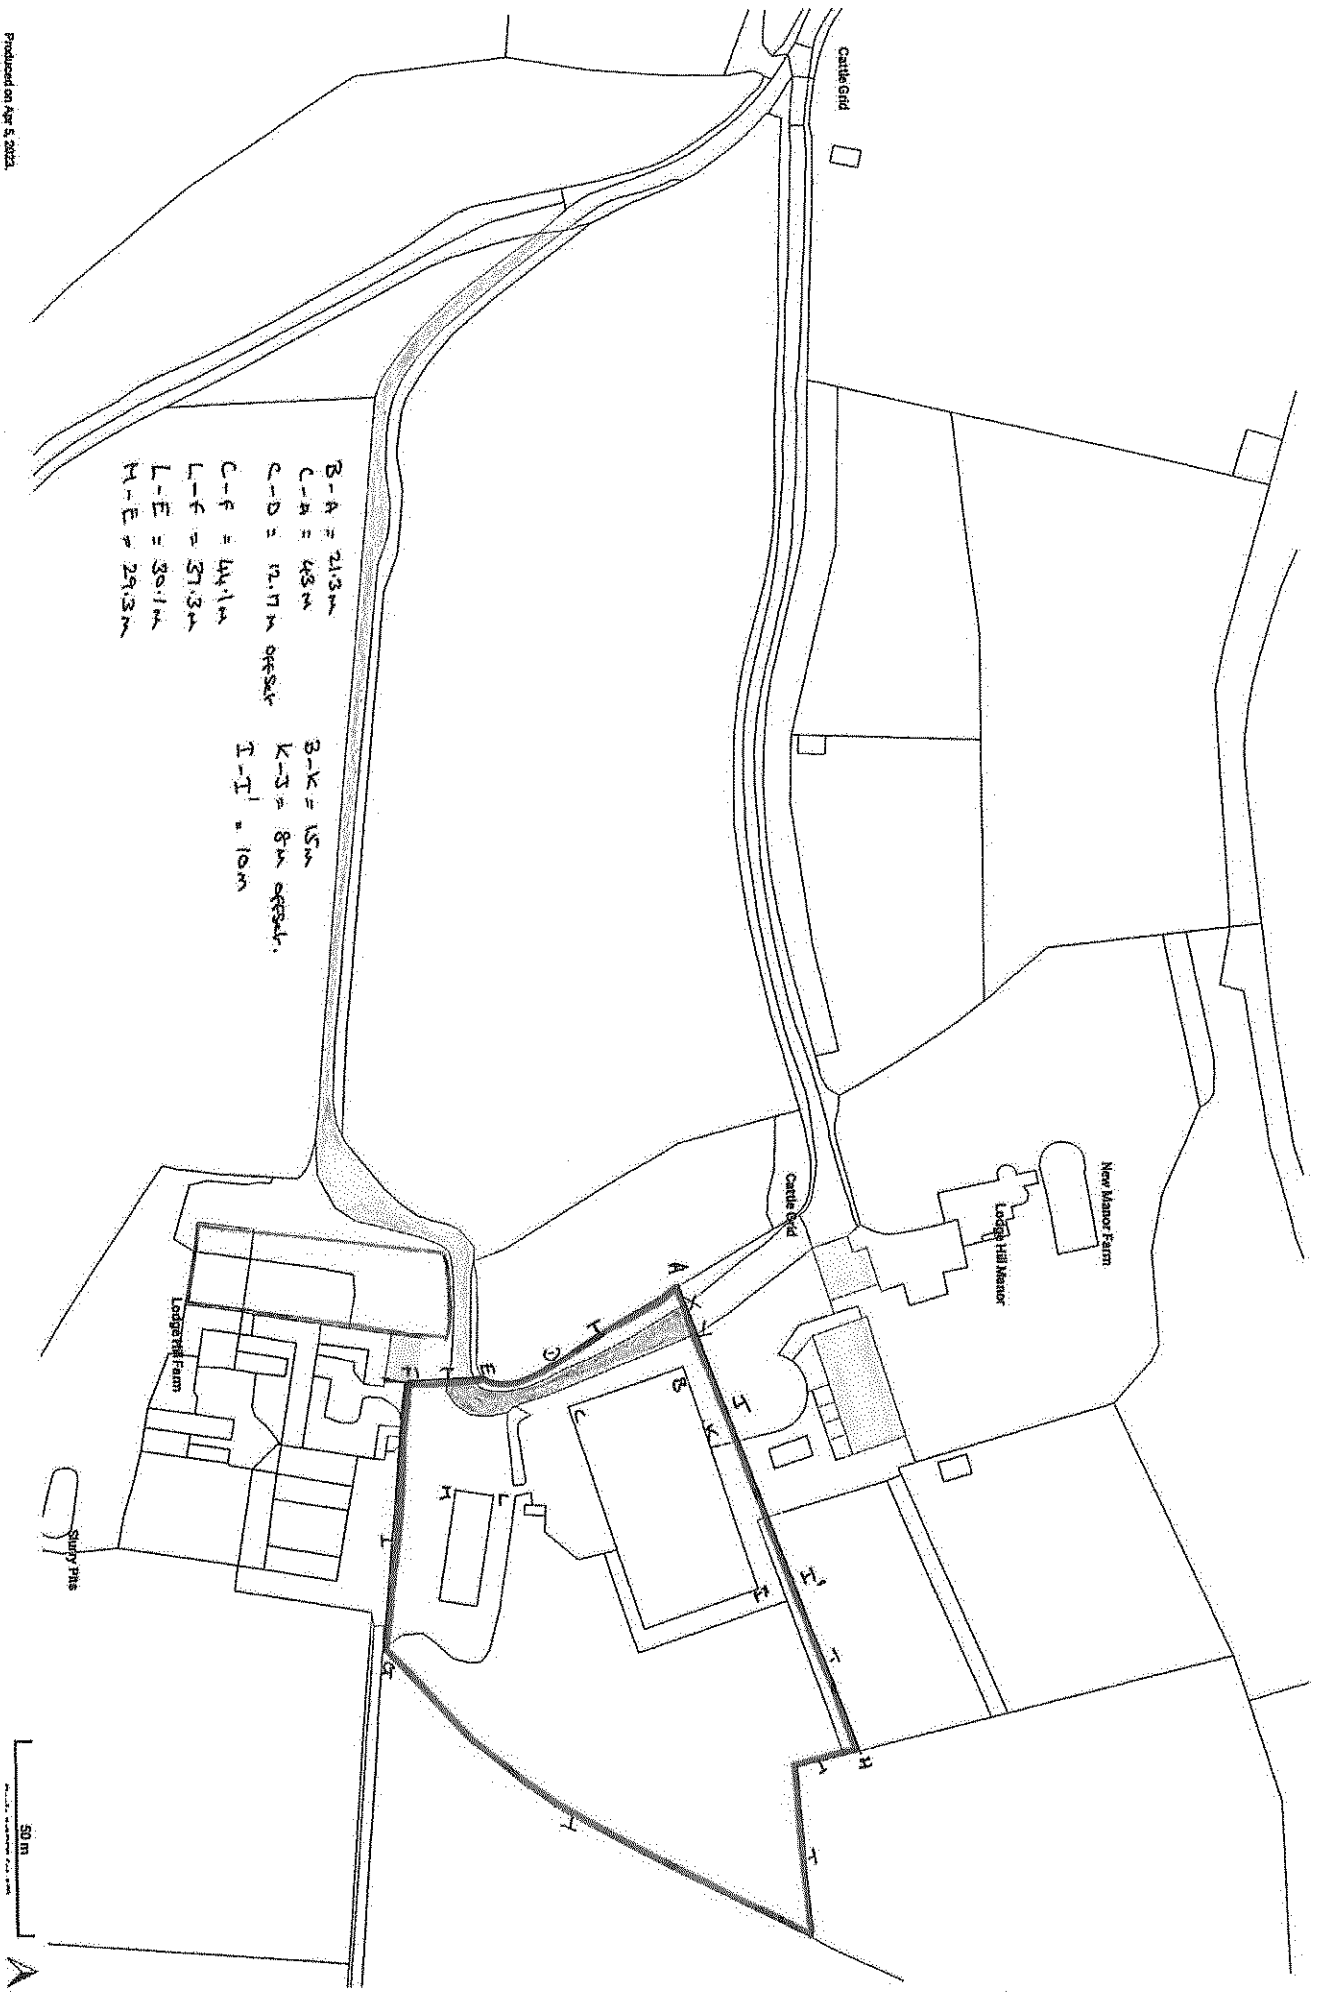 Produced on Apr 5, 2023.
Cattle Grid
B-A = 21.3m
C-A = 43m
C-D = 12.17m offset
C-F = 44.1m
L-F = 37.3m
L-E = 30.1m
M-E = 29.3m
B-K = 15m
K-J = 8m offset.
I-I' = 10m
New Manor Farm
Lodge Hill Manor
Cattle Grid
Lodge Hill Farm
Slurry Pits
A
X
Y
B
J
K
D
E
F
C
L
M
I
I'
H
G
50 m